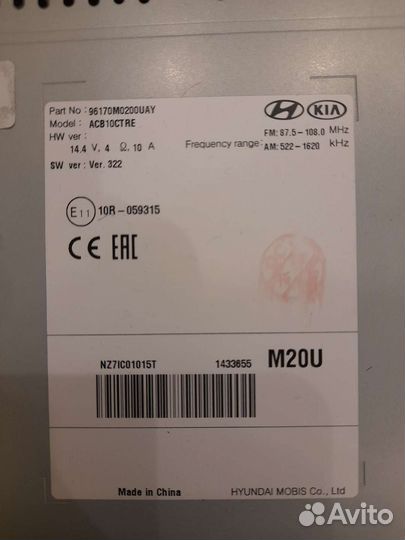 Part No : 96170M0200UAY
Model : ACB10CTRE
HW ver :
14.4 V, 4 Ω, 10 A
SW ver : Ver. 322
HYUNDAI KIA
FM: 87.5-108.0 MHz
Frequency range: AM: 522-1620 kHz
E11 10R-059315
CE EAC
NZ7IC01015T 1433655 M20U
Made in China HYUNDAI MOBIS Co., Ltd
Avito